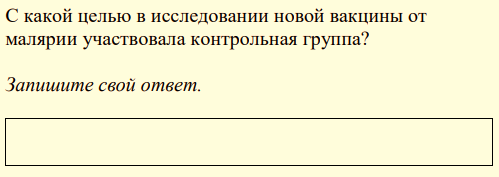 С какой целью в исследовании новой вакцины от
малярии участвовала контрольная группа?
Запишите свой ответ.